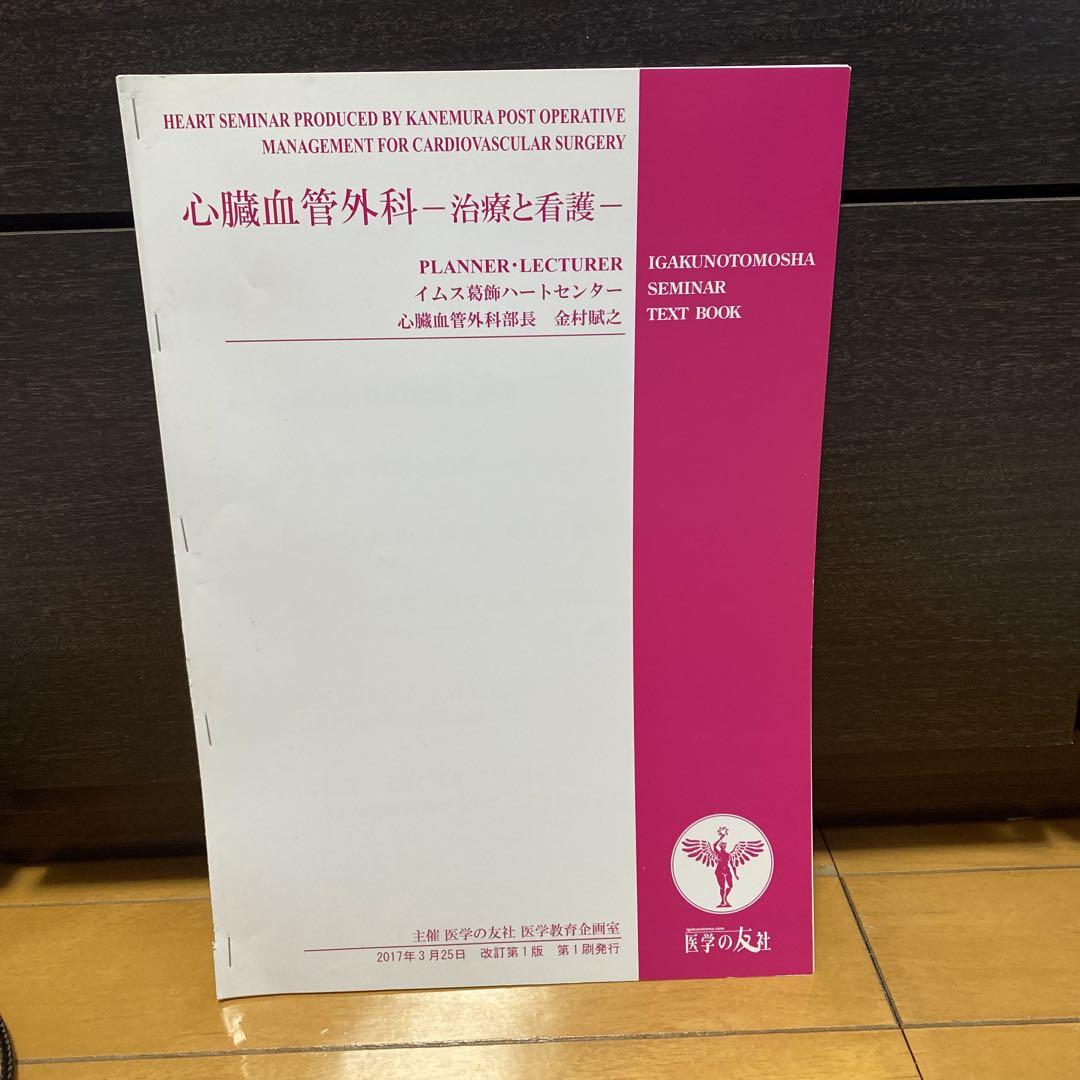 HEART SEMINAR PRODUCED BY KANEMURA POST OPERATIVE
MANAGEMENT FOR CARDIOVASCULAR SURGERY
心臓血管外科－治療と看護－
PLANNER・LECTURER
イムス葛飾ハートセンター
心臓血管外科部長　金村賦之
IGAKUNOTOMOSHA
SEMINAR
TEXT BOOK
主催 医学の友社 医学教育企画室
2017年3月25日　改訂第1版　第1刷発行
igakunotomo.com
医学の友社